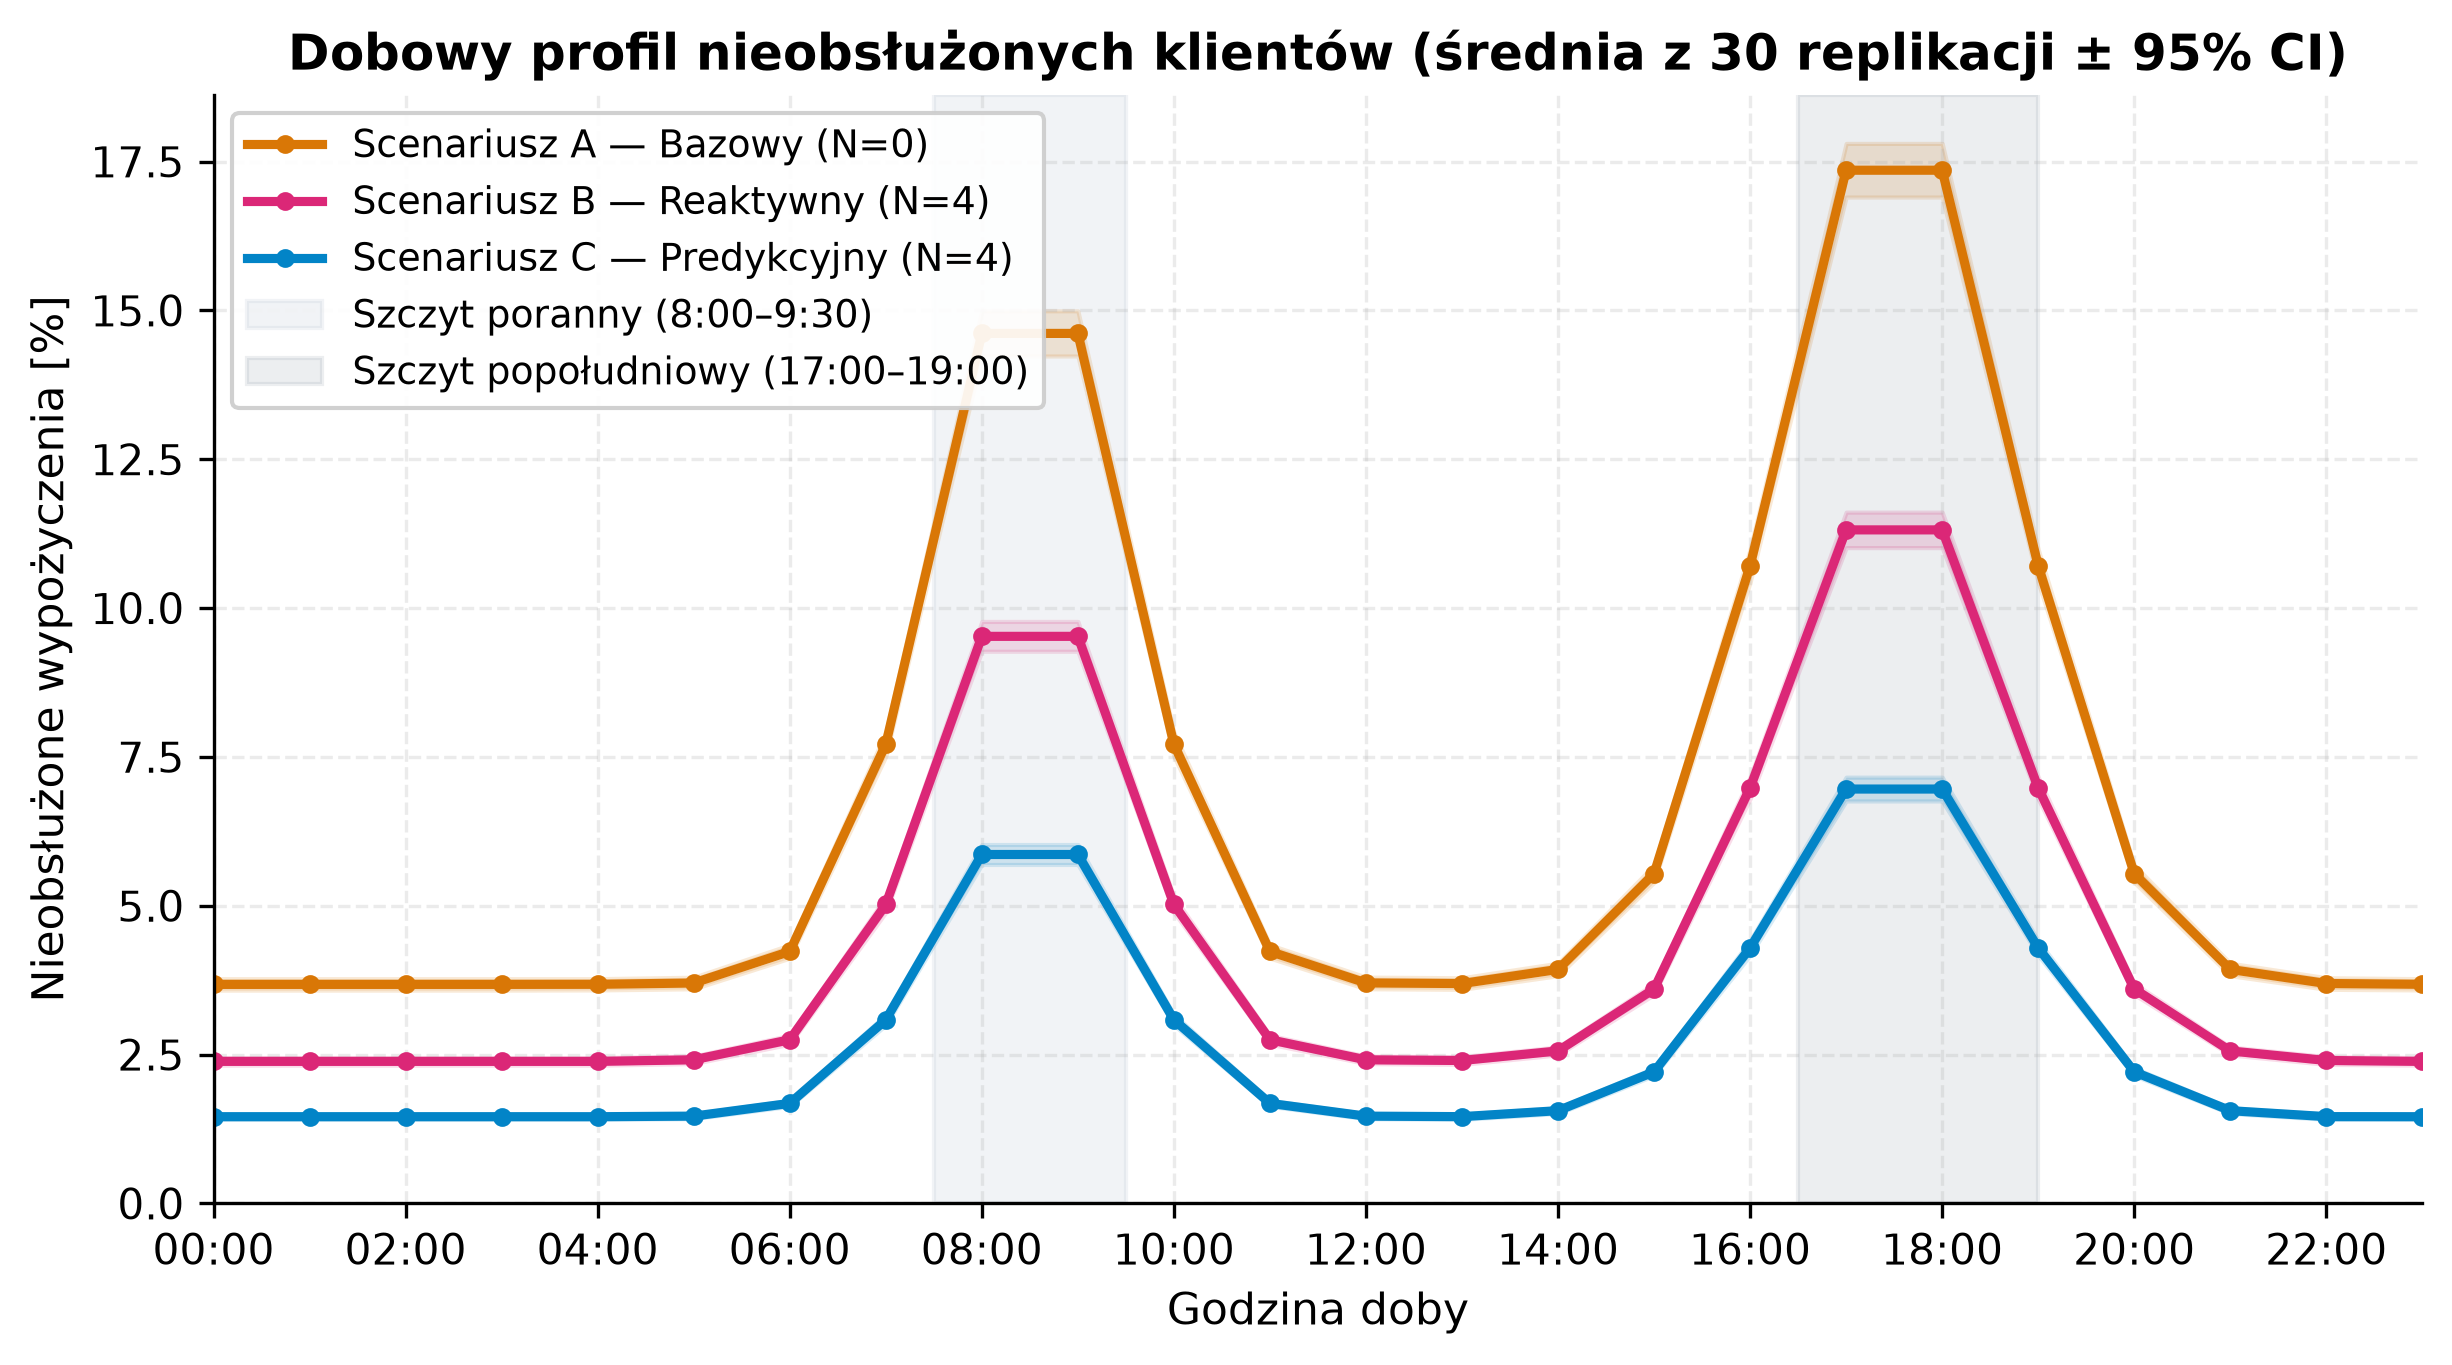 Dobowy profil nieobsłużonych klientów (średnia z 30 replikacji ± 95% CI)
Scenariusz A — Bazowy (N=0)
Scenariusz B — Reaktywny (N=4)
Scenariusz C — Predykcyjny (N=4)
Szczyt poranny (8:00–9:30)
Szczyt popołudniowy (17:00–19:00)
Nieobsłużone wypożyczenia [%]
17.5
15.0
12.5
10.0
7.5
5.0
2.5
0.0
00:00 02:00 04:00 06:00 08:00 10:00 12:00 14:00 16:00 18:00 20:00 22:00
Godzina doby